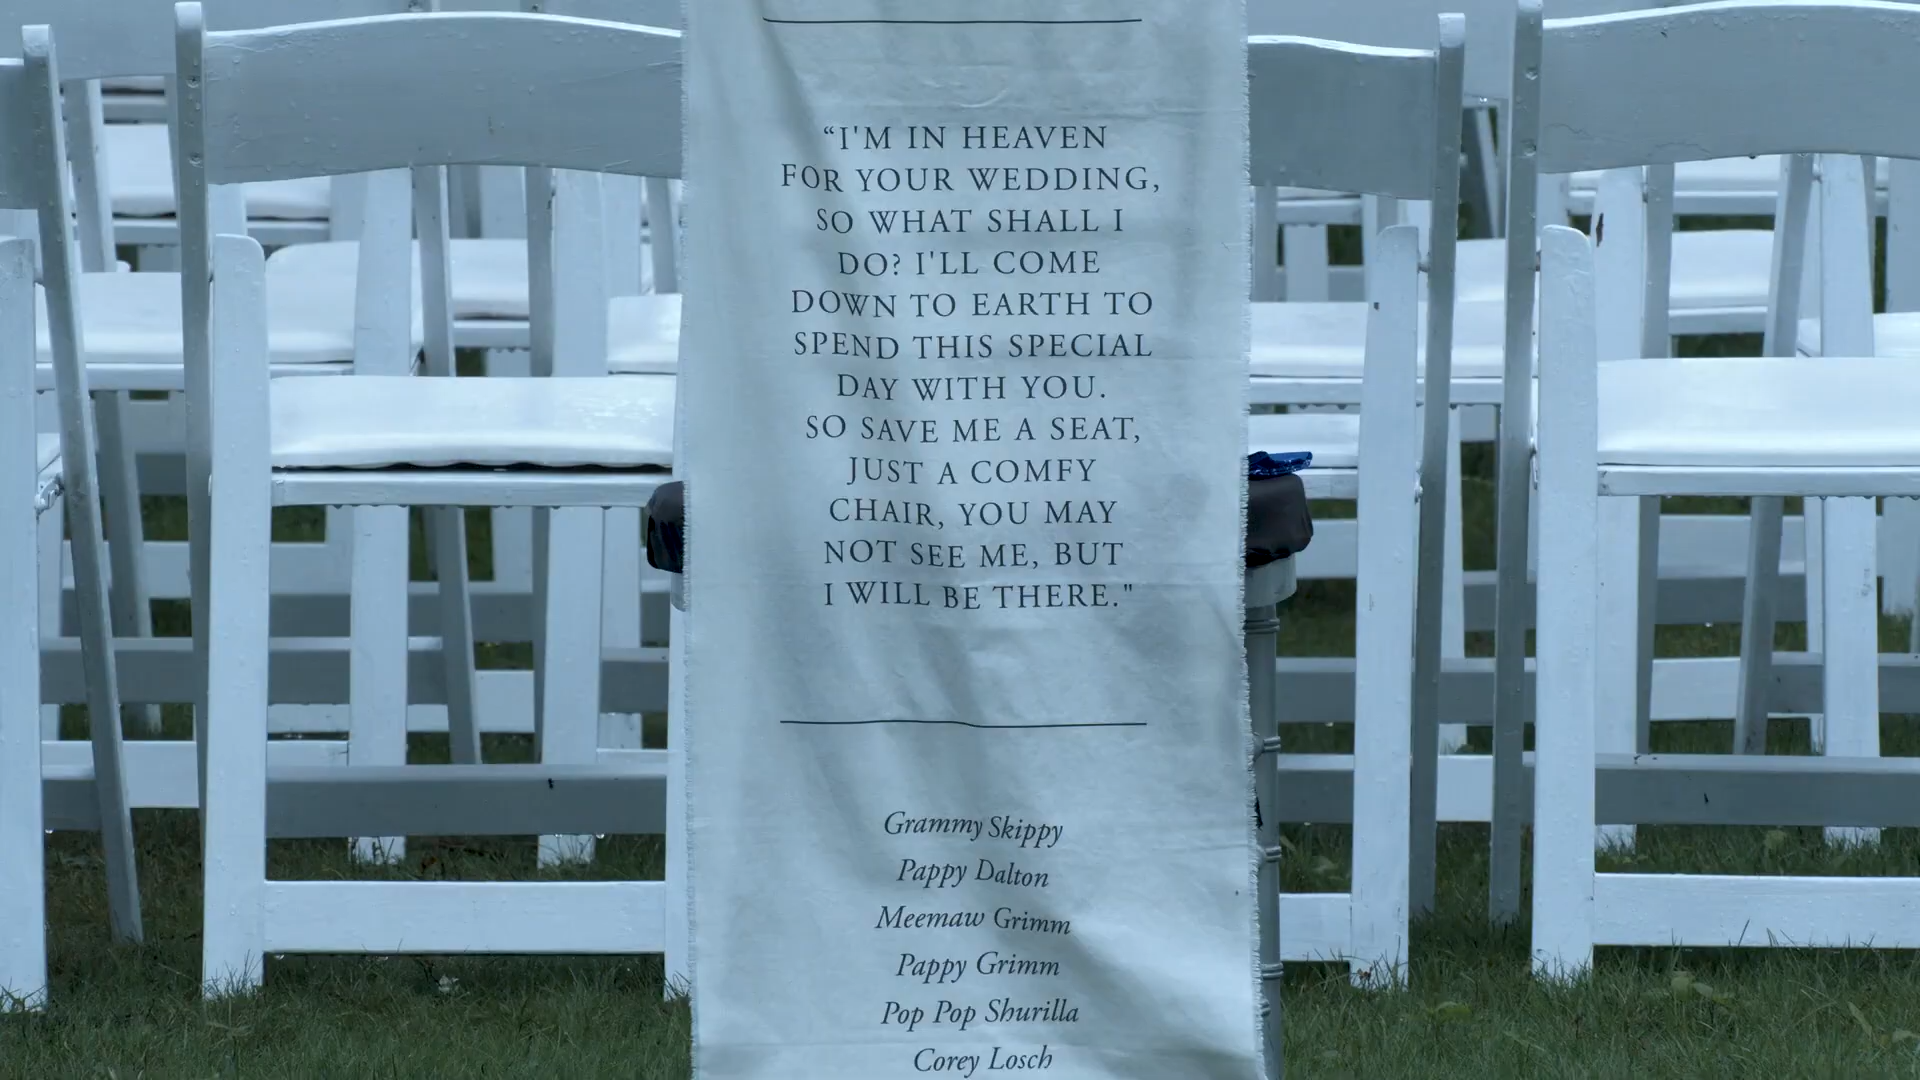 “I'M IN HEAVEN
FOR YOUR WEDDING,
SO WHAT SHALL I
DO? I'LL COME
DOWN TO EARTH TO
SPEND THIS SPECIAL
DAY WITH YOU.
SO SAVE ME A SEAT,
JUST A COMFY
CHAIR, YOU MAY
NOT SEE ME, BUT
I WILL BE THERE."
Grammy Skippy
Pappy Dalton
Meemaw Grimm
Pappy Grimm
Pop Pop Shurilla
Corey Losch